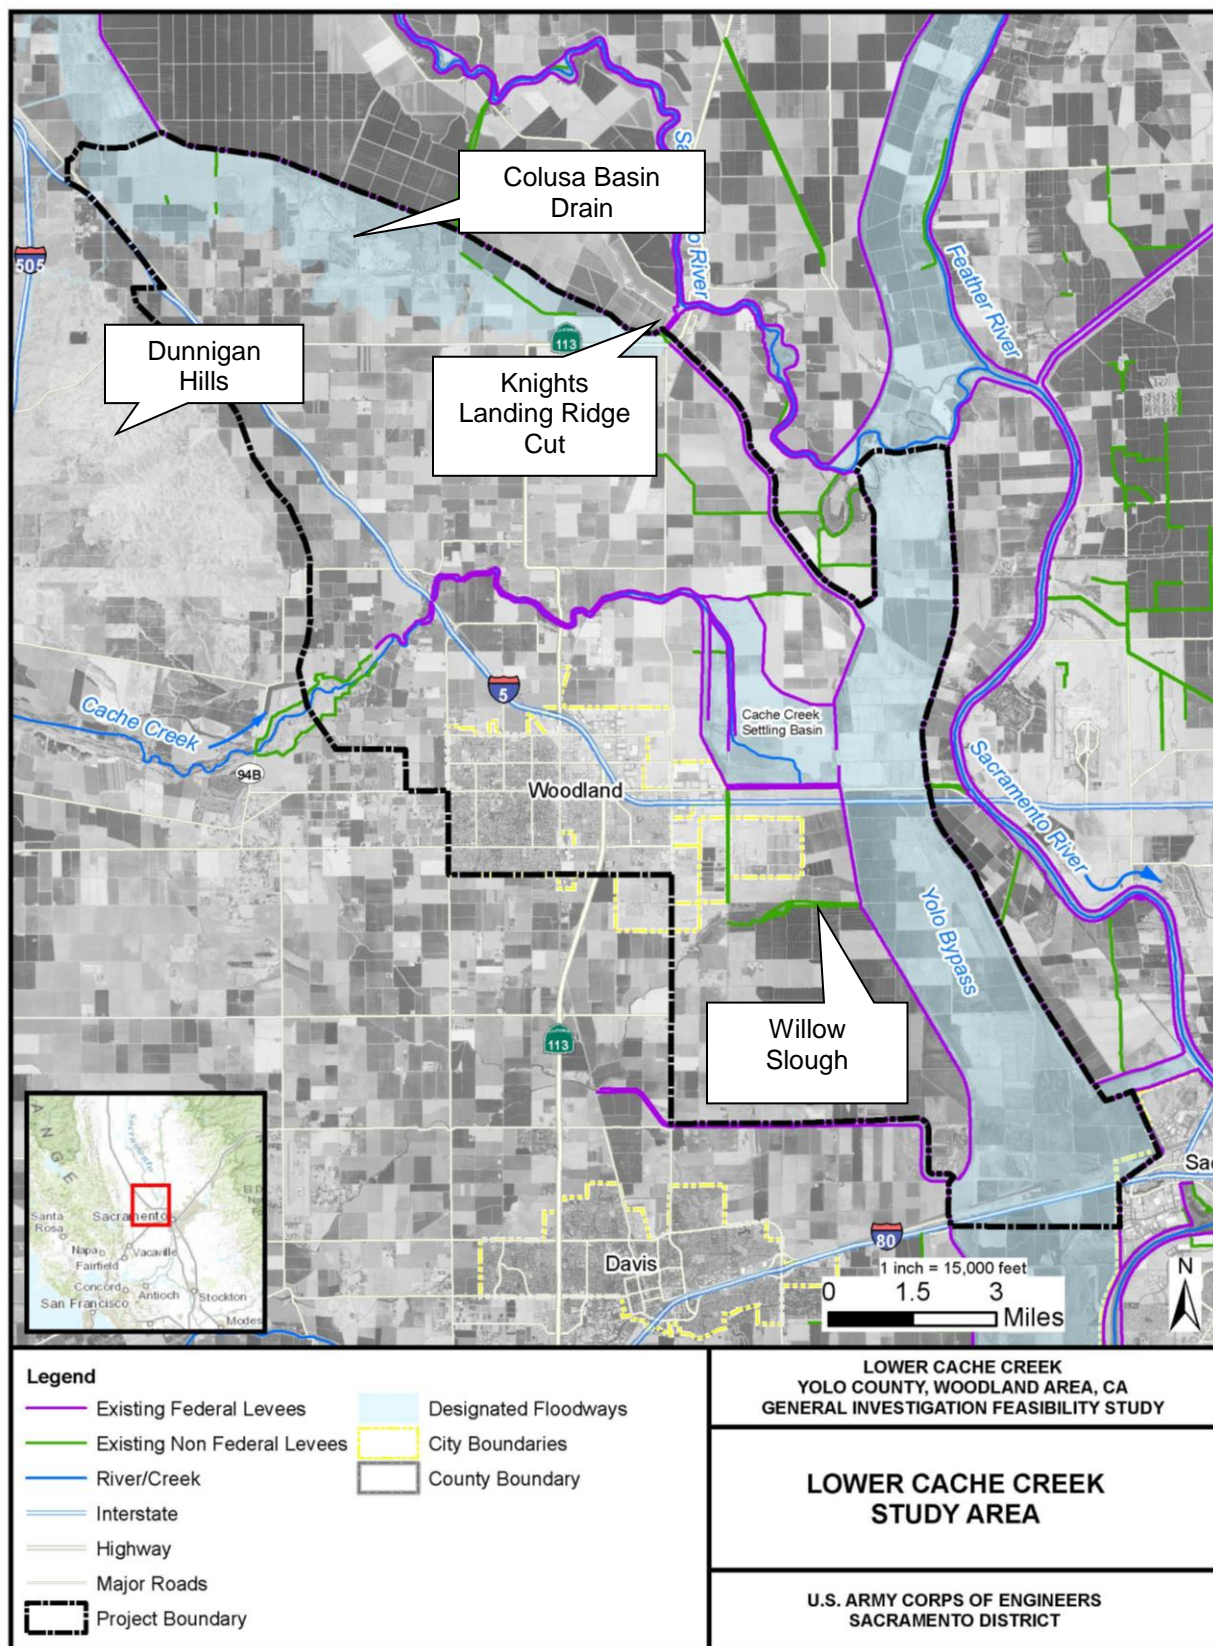 Colusa Basin
Drain
Sa
o River
Feather River
505
113
Dunnigan
Hills
Knights
Landing Ridge
Cut
Cache Creek
94B
5
Cache Creek
Settling Basin
Woodland
Sacramento River
Yolo Bypass
Willow
Slough
113
Sac
Davis
80
N
1 inch = 15,000 feet
0 1.5 3
Miles
ANGE
Sacramento
Santa
Rosa
Sacramento
El D
Napa
Vacaville
Fairfield
Concord
Antioch
Stockton
San Francisco
Modes
Legend
Existing Federal Levees
Existing Non Federal Levees
River/Creek
Interstate
Highway
Major Roads
Project Boundary
Designated Floodways
City Boundaries
County Boundary
LOWER CACHE CREEK
YOLO COUNTY, WOODLAND AREA, CA
GENERAL INVESTIGATION FEASIBILITY STUDY
LOWER CACHE CREEK
STUDY AREA
U.S. ARMY CORPS OF ENGINEERS
SACRAMENTO DISTRICT